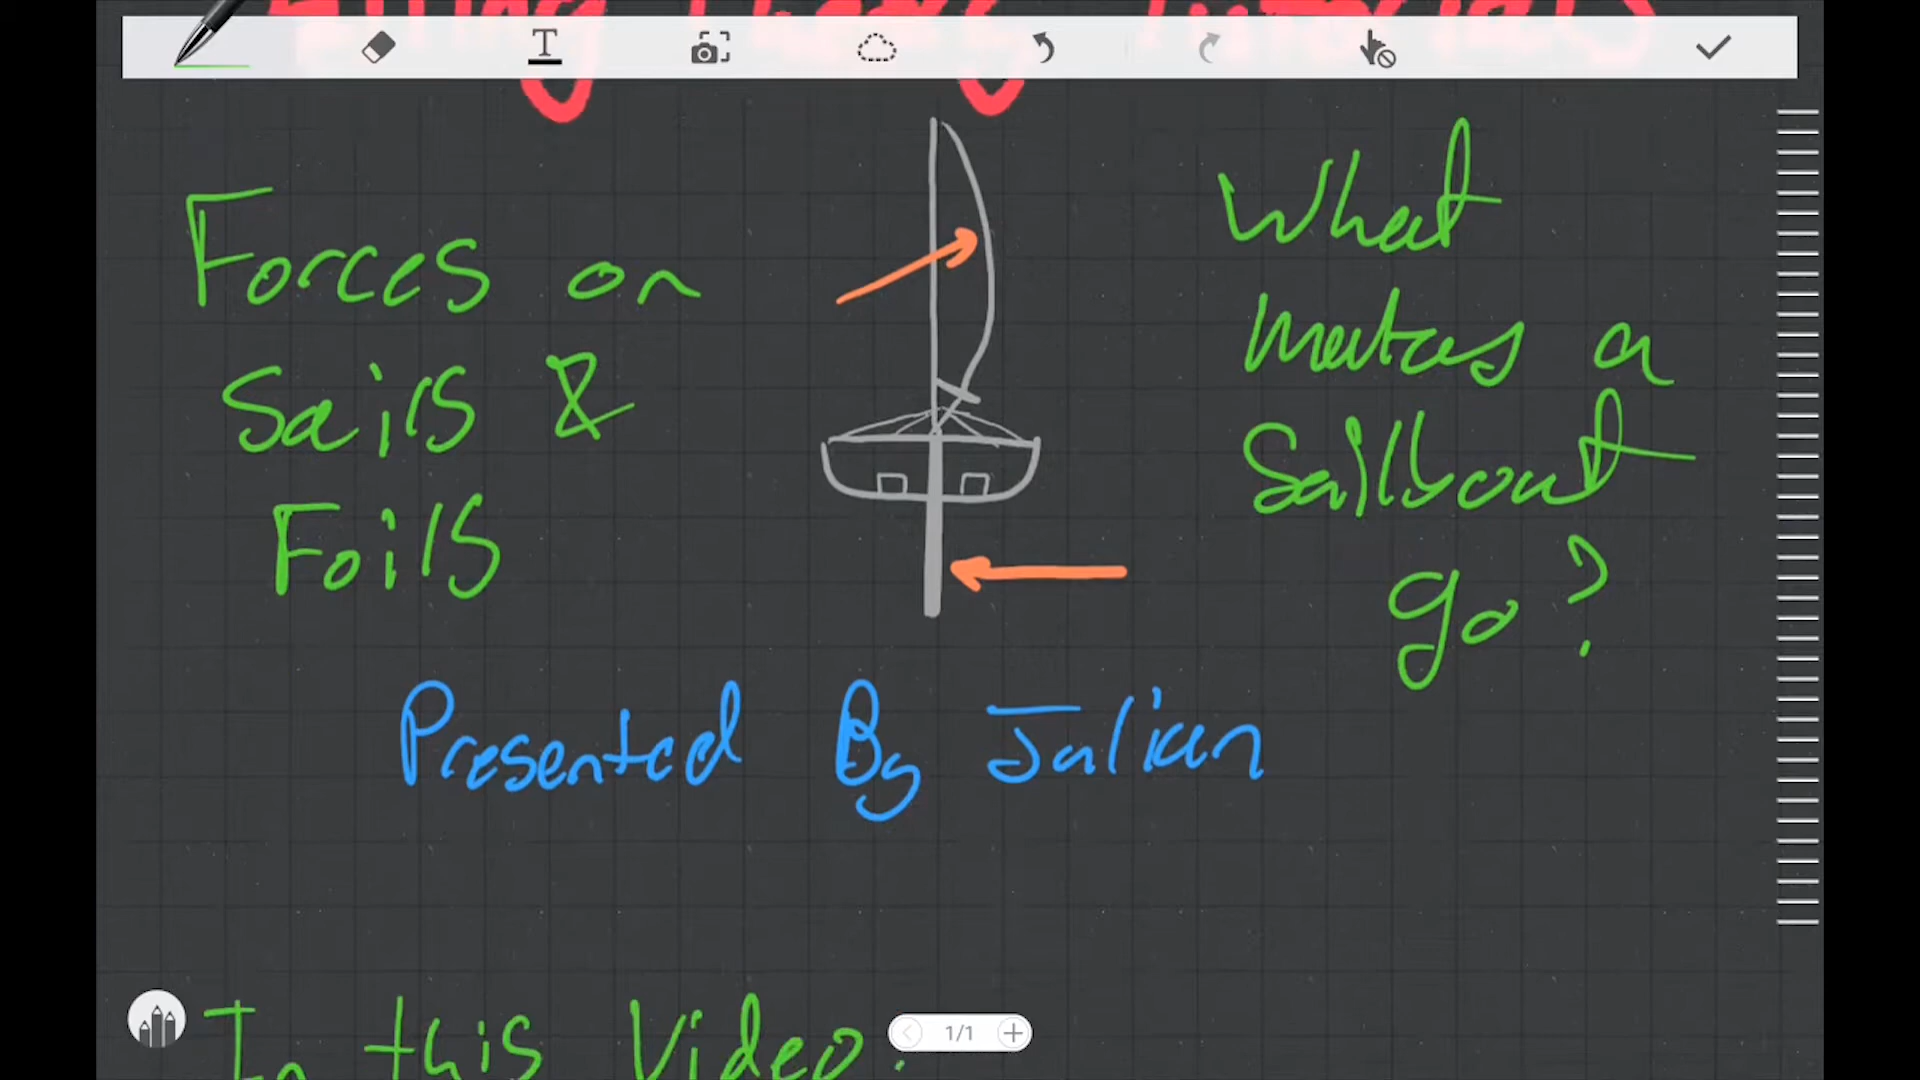 Forces on
Sails &
Foils
What
makes a
Sailboat
go?
Presented By Julian
In this Video:
T
1/1